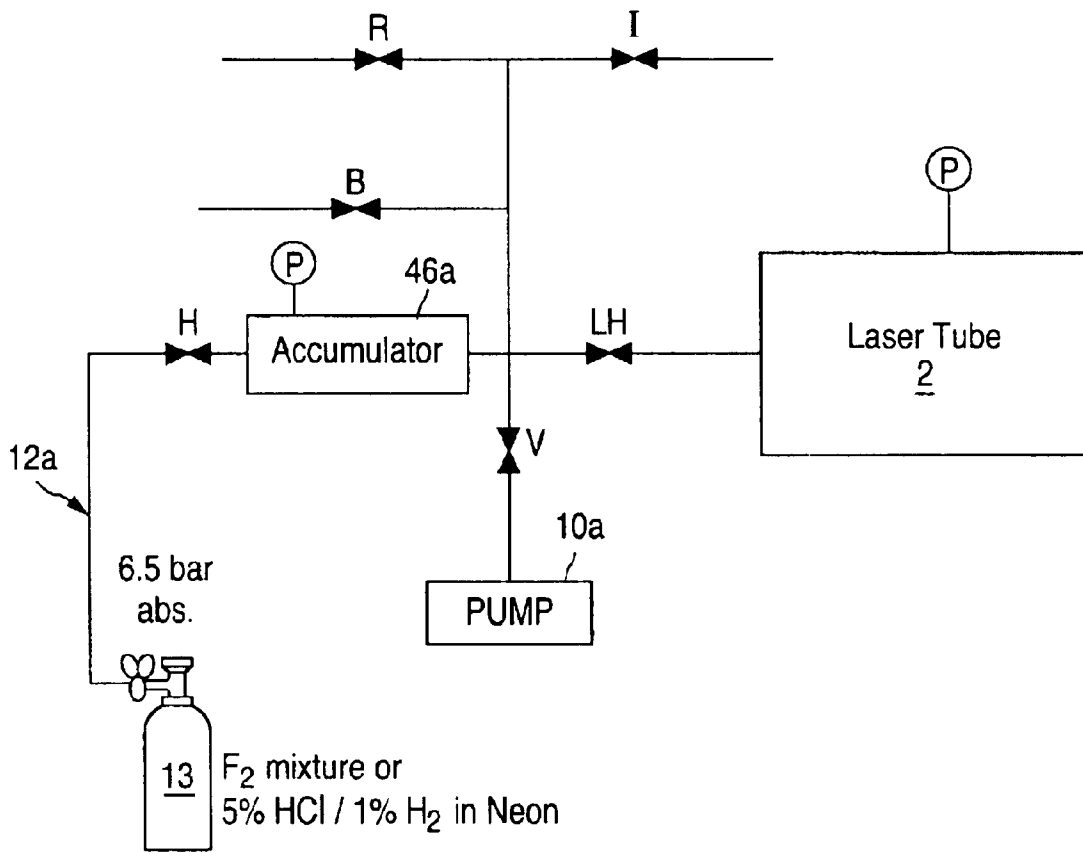 R
I
B
P
P
46a
H
Accumulator
LH
Laser Tube
2
12a
V
10a
6.5 bar
abs.
PUMP
13
F₂ mixture or
5% HCl / 1% H₂ in Neon